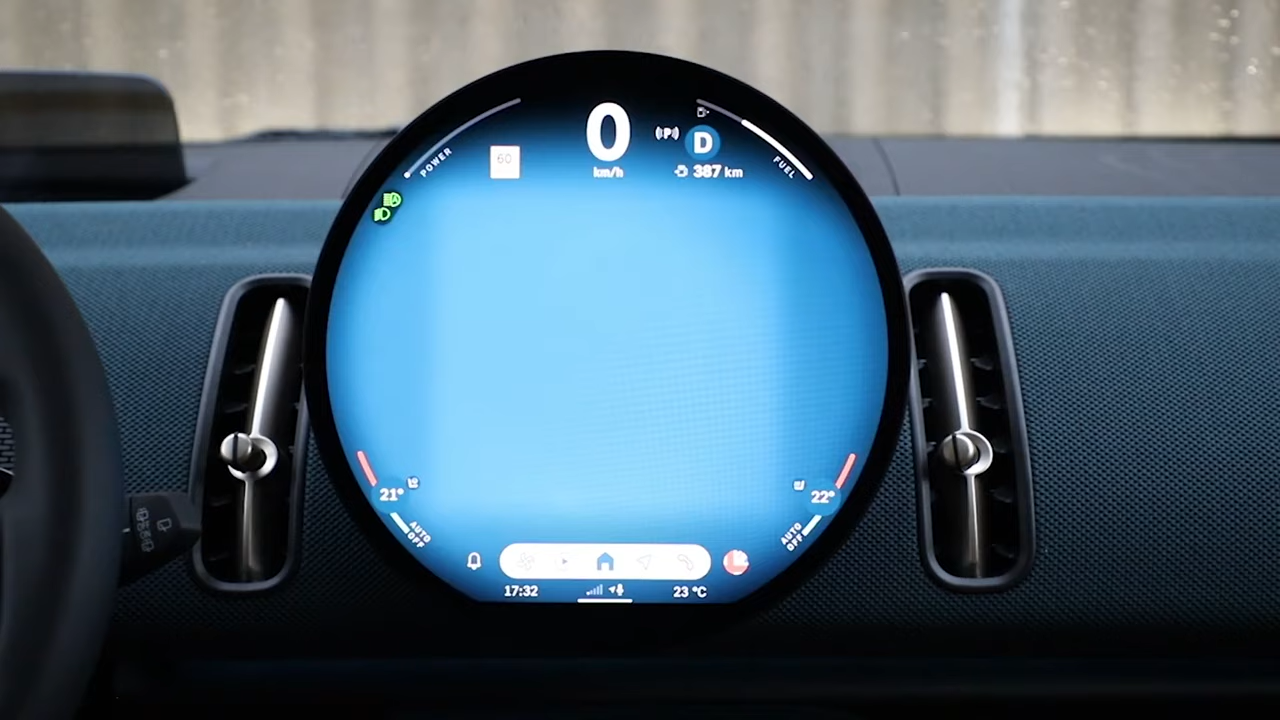 0
km/h
(P)
D
387 km
POWER
FUEL
60
A
21°
22°
AUTO
OFF
AUTO
OFF
17:32
23 °C